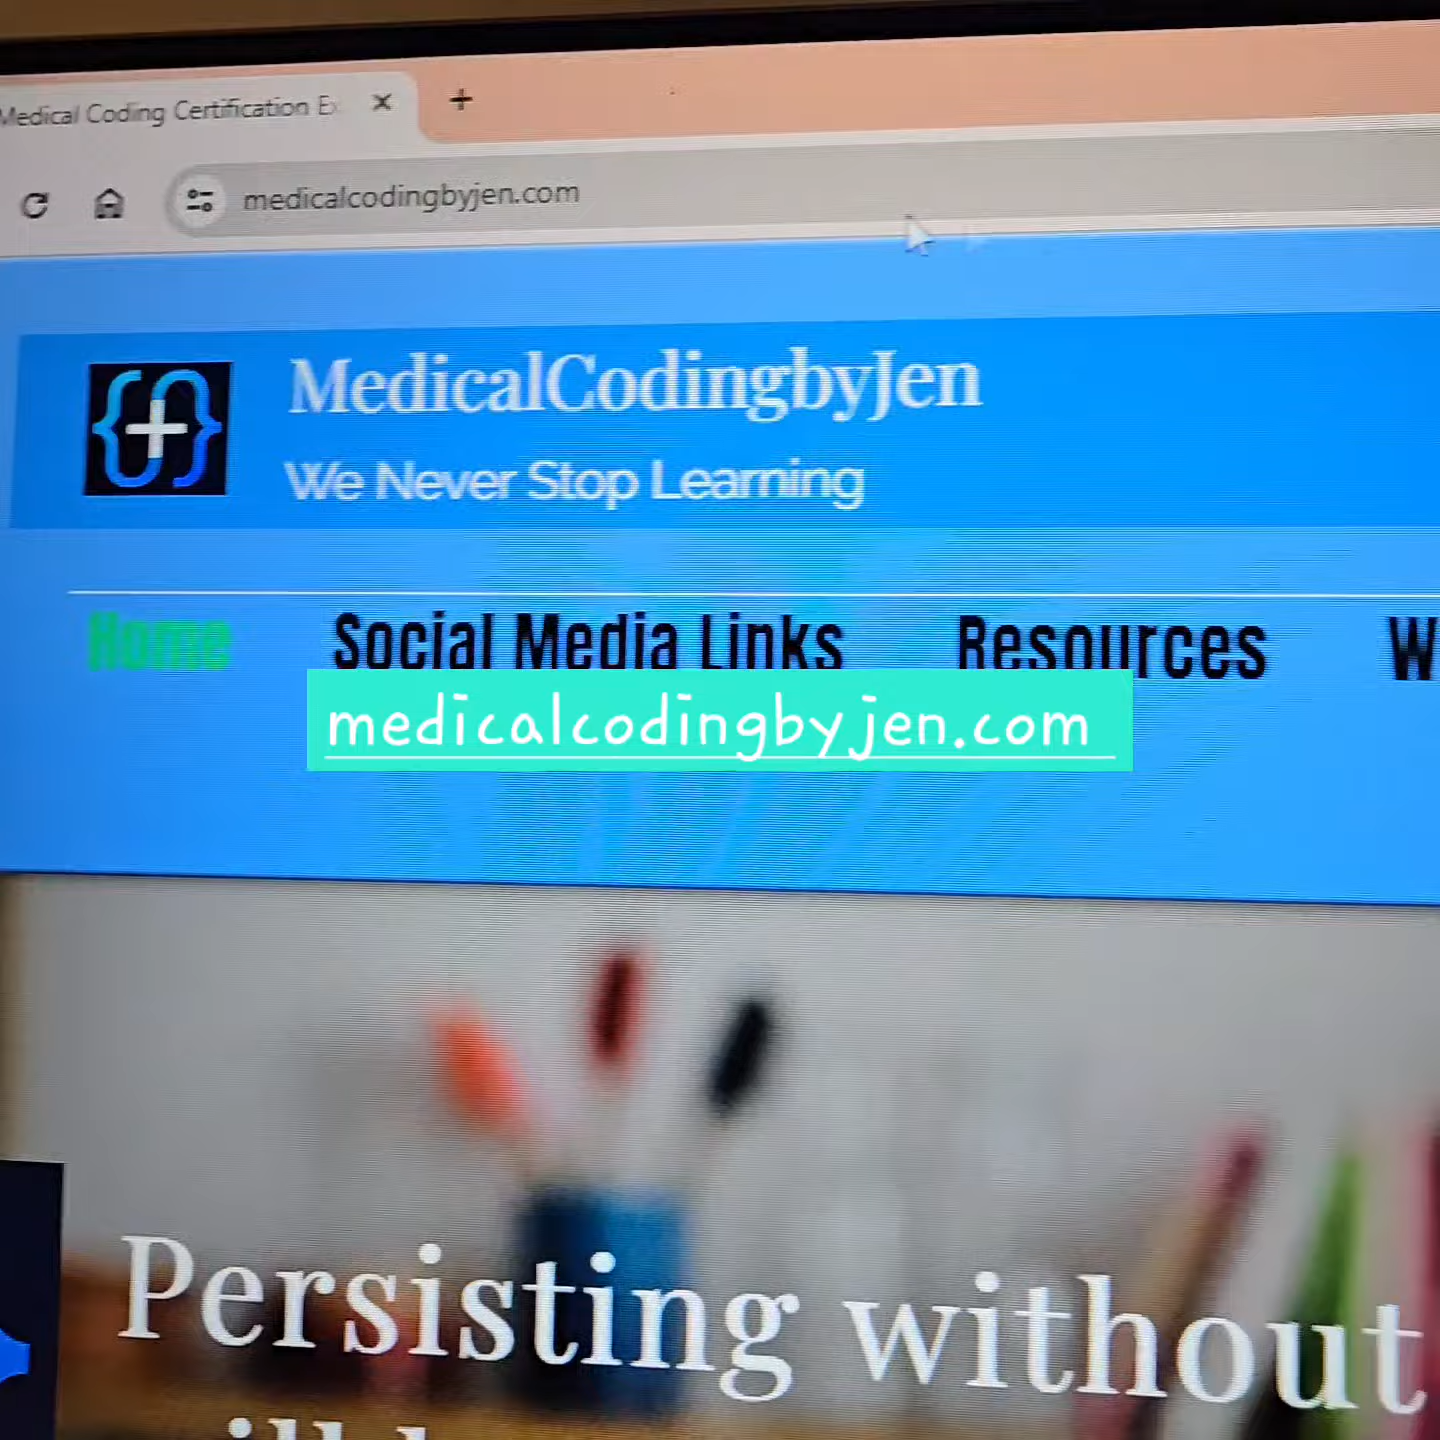 Medical Coding Certification Ex
medicalcodingbyjen.com
MedicalCodingbyJen
We Never Stop Learning
Home Social Media Links Resources W
medicalcodingbyjen.com
Persisting without